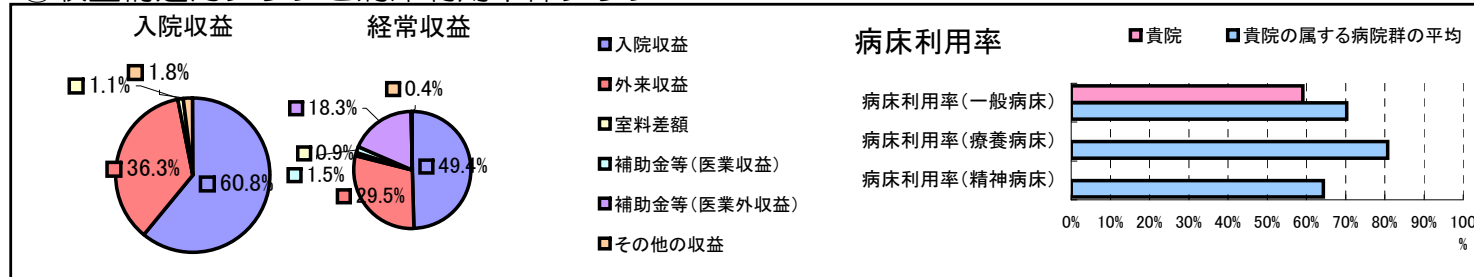 入院収益
1.8%
1.1%
36.3%
60.8%
経常収益
0.4%
18.3%
0.9%
1.5%
49.4%
29.5%
入院収益
外来収益
室料差額
補助金等(医業収益)
補助金等(医業外収益)
その他の収益
病床利用率
貴院 貴院の属する病院群の平均
病床利用率(一般病床)
病床利用率(療養病床)
病床利用率(精神病床)
0% 10% 20% 30% 40% 50% 60% 70% 80% 90% 100
%